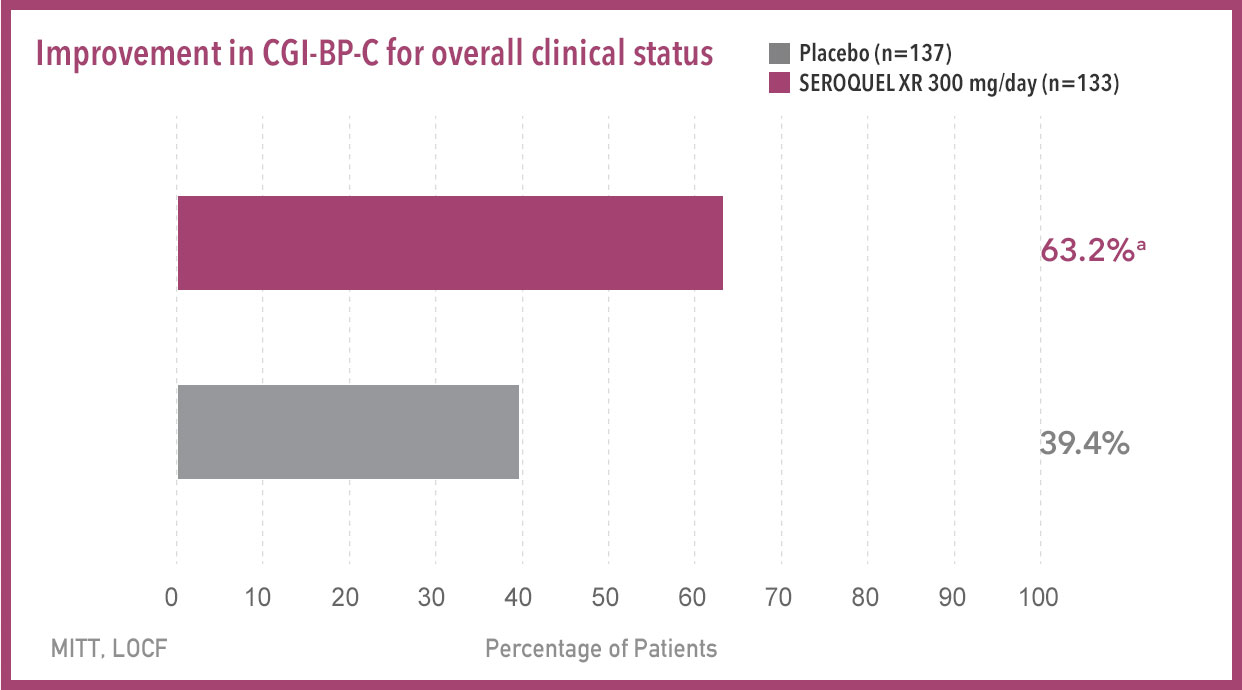 Improvement in CGI-BP-C for overall clinical status
Placebo (n=137)
SEROQUEL XR 300 mg/day (n=133)
63.2%ᵃ
39.4%
0 10 20 30 40 50 60 70 80 90 100
MITT, LOCF
Percentage of Patients